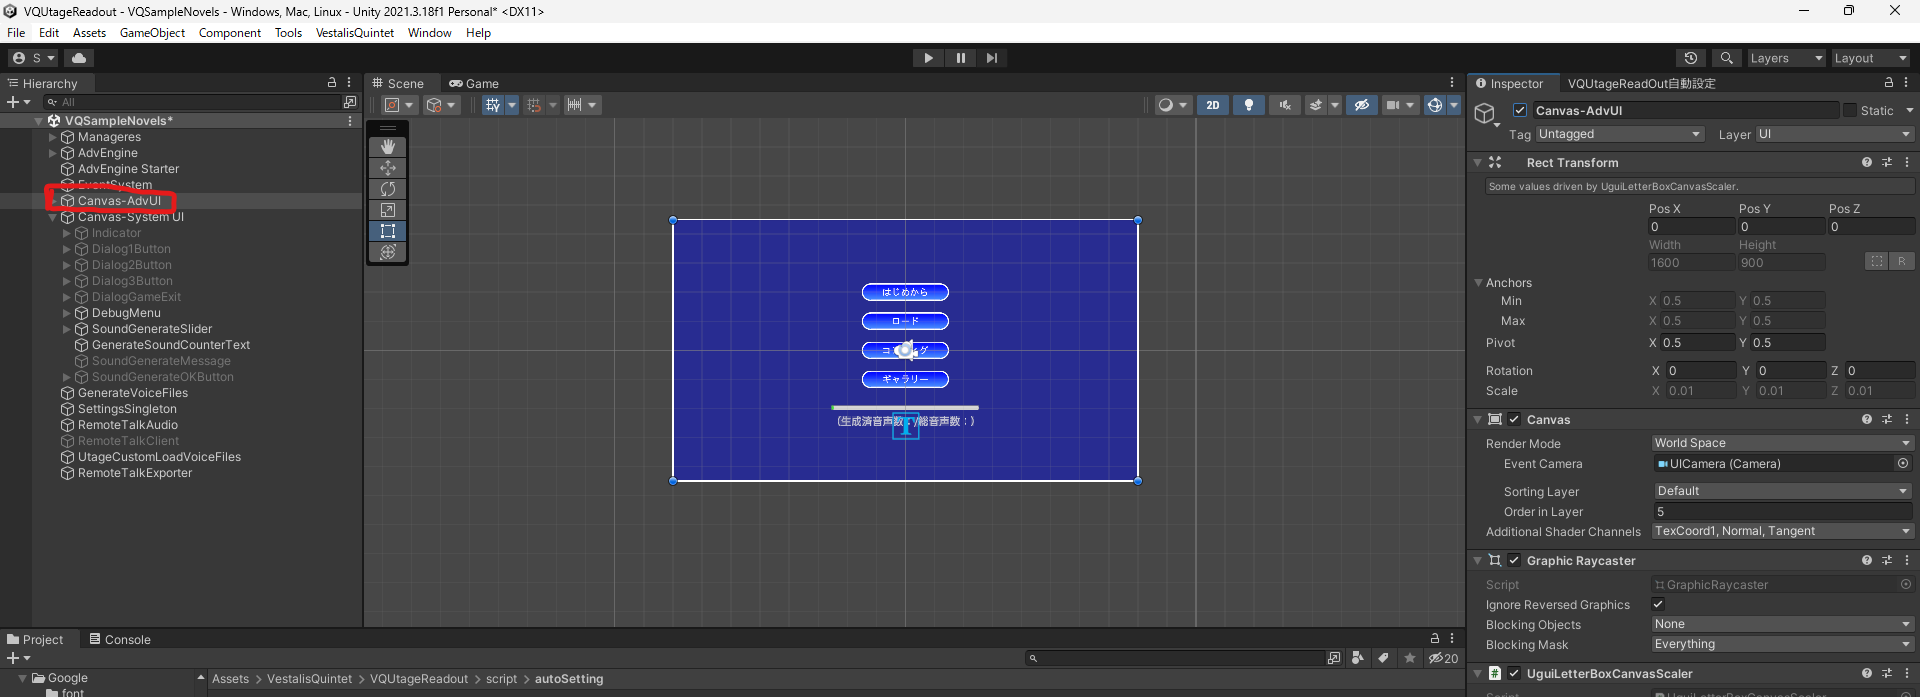 VQUtageReadout - VQSampleNovels - Windows, Mac, Linux - Unity 2021.3.18f1 Personal* <DX11>
File Edit Assets GameObject Component Tools VestalisQuintet Window Help
S
Layers
Layout
Hierarchy
All
VQSampleNovels*
Manageres
AdvEngine
AdvEngine Starter
EventSystem
Canvas-AdvUI
Canvas-System UI
Indicator
Dialog1Button
Dialog2Button
Dialog3Button
DialogGameExit
DebugMenu
SoundGenerateSlider
GenerateSoundCounterText
SoundGenerateMessage
SoundGenerateOKButton
GenerateVoiceFiles
SettingsSingleton
RemoteTalkAudio
RemoteTalkClient
UtageCustomLoadVoiceFiles
RemoteTalkExporter
Scene
Game
2D
はじめから
ロード
ギャラリー
(生成済音声数：/総音声数：)
Inspector
VQUtageReadOut自動設定
Canvas-AdvUI
Static
Tag Untagged
Layer UI
Rect Transform
Some values driven by UguiLetterBoxCanvasScaler.
Pos X Pos Y Pos Z
0 0 0
Width Height
1600 900
R
Anchors
Min X 0.5 Y 0.5
Max X 0.5 Y 0.5
Pivot X 0.5 Y 0.5
Rotation X 0 Y 0 Z 0
Scale X 0.01 Y 0.01 Z 0.01
Canvas
Render Mode World Space
Event Camera UICamera (Camera)
Sorting Layer Default
Order in Layer 5
Additional Shader Channels TexCoord1, Normal, Tangent
Graphic Raycaster
Script GraphicRaycaster
Ignore Reversed Graphics
Blocking Objects None
Blocking Mask Everything
UguiLetterBoxCanvasScaler
Script UguiLetterBoxCanvasScaler
Project
Console
20
Google
font
Assets > VestalisQuintet > VQUtageReadout > script > autoSetting